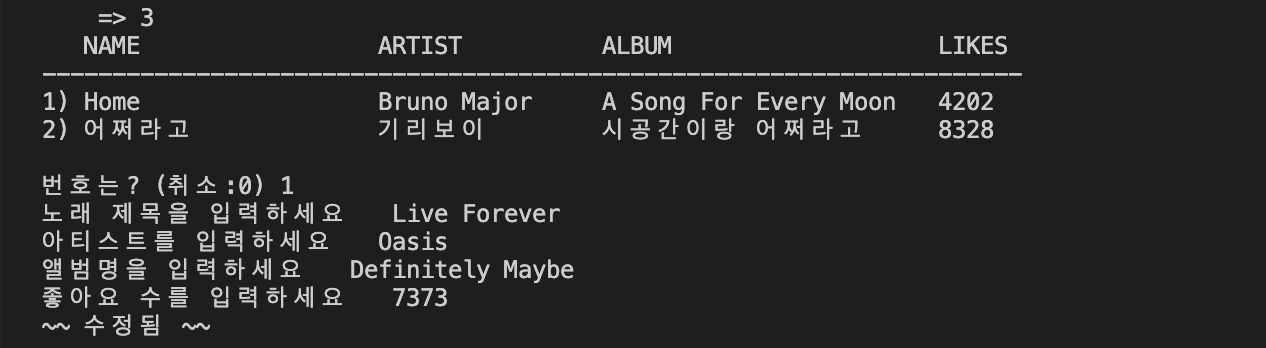 => 3
NAME ARTIST ALBUM LIKES
----------------------------------------------------------------------
1) Home Bruno Major A Song For Every Moon 4202
2) 어쩌라고 기리보이 시공간이랑 어쩌라고 8328
번호는? (취소:0) 1
노래 제목을 입력하세요 Live Forever
아티스트를 입력하세요 Oasis
앨범명을 입력하세요 Definitely Maybe
좋아요 수를 입력하세요 7373
~~ 수정됨 ~~